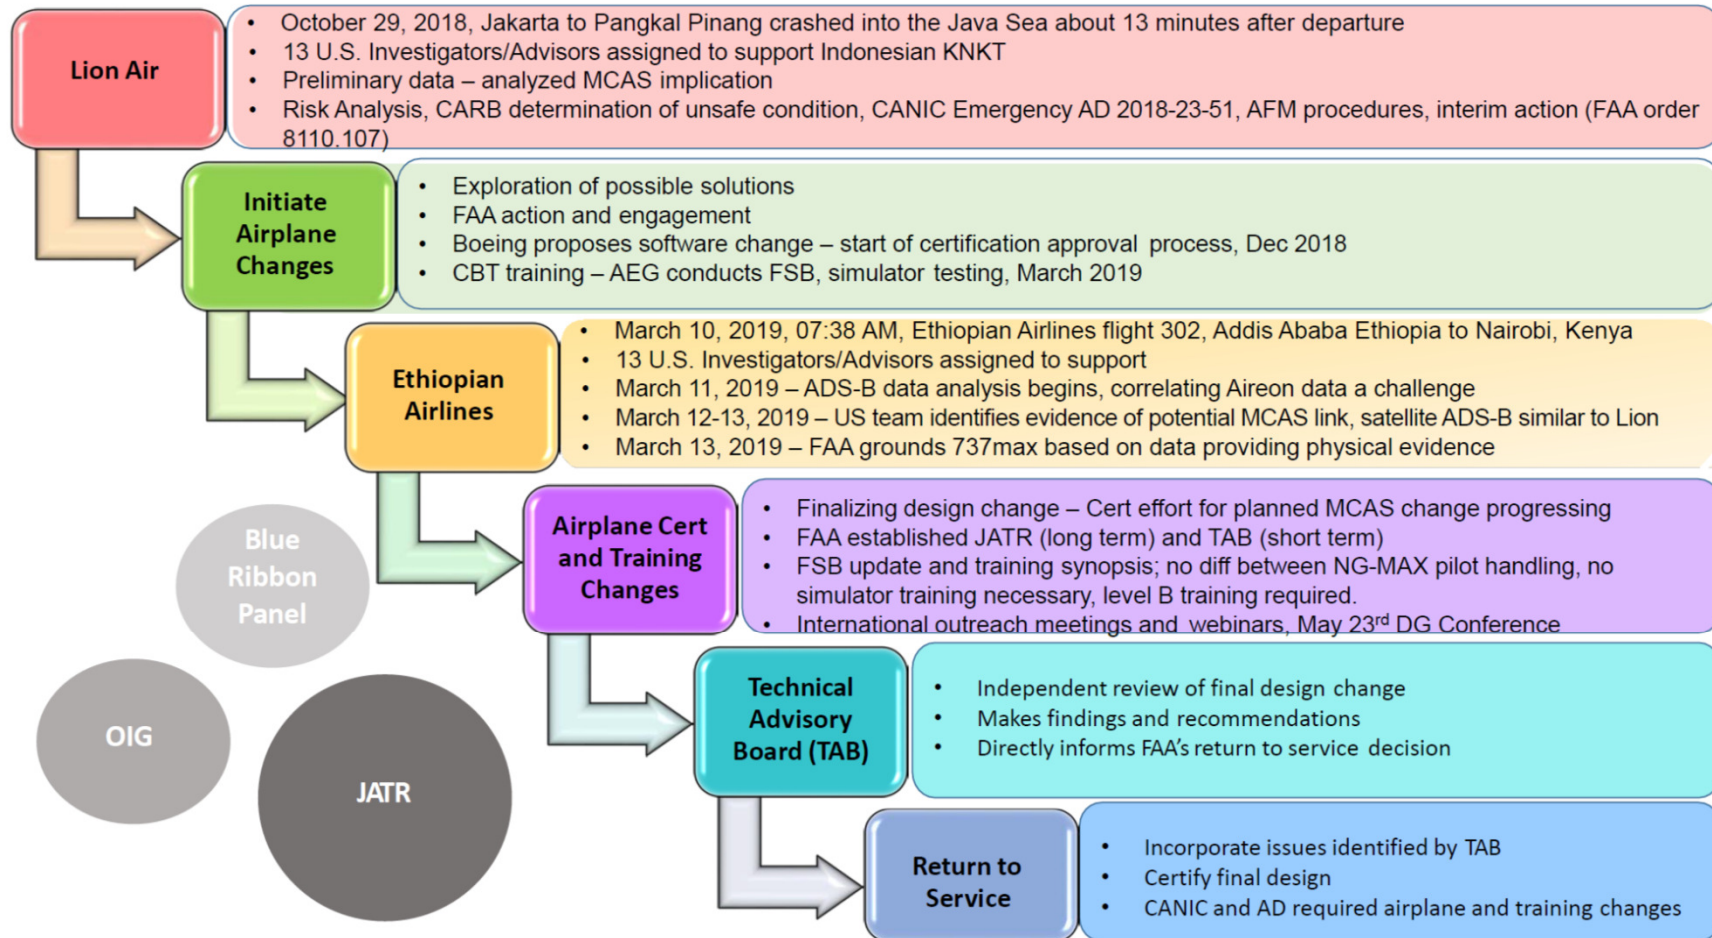 Lion Air
• October 29, 2018, Jakarta to Pangkal Pinang crashed into the Java Sea about 13 minutes after departure
• 13 U.S. Investigators/Advisors assigned to support Indonesian KNKT
• Preliminary data – analyzed MCAS implication
• Risk Analysis, CARB determination of unsafe condition, CANIC Emergency AD 2018-23-51, AFM procedures, interim action (FAA order
8110.107)
Initiate
Airplane
Changes
• Exploration of possible solutions
• FAA action and engagement
• Boeing proposes software change – start of certification approval process, Dec 2018
• CBT training – AEG conducts FSB, simulator testing, March 2019
Ethiopian
Airlines
• March 10, 2019, 07:38 AM, Ethiopian Airlines flight 302, Addis Ababa Ethiopia to Nairobi, Kenya
• 13 U.S. Investigators/Advisors assigned to support
• March 11, 2019 – ADS-B data analysis begins, correlating Aireon data a challenge
• March 12-13, 2019 – US team identifies evidence of potential MCAS link, satellite ADS-B similar to Lion
• March 13, 2019 – FAA grounds 737max based on data providing physical evidence
Airplane Cert
and Training
Changes
• Finalizing design change – Cert effort for planned MCAS change progressing
• FAA established JATR (long term) and TAB (short term)
• FSB update and training synopsis; no diff between NG-MAX pilot handling, no
simulator training necessary, level B training required.
• International outreach meetings and webinars, May 23rd DG Conference
Technical
Advisory
Board (TAB)
• Independent review of final design change
• Makes findings and recommendations
• Directly informs FAA's return to service decision
Return to
Service
• Incorporate issues identified by TAB
• Certify final design
• CANIC and AD required airplane and training changes
Blue
Ribbon
Panel
OIG
JATR